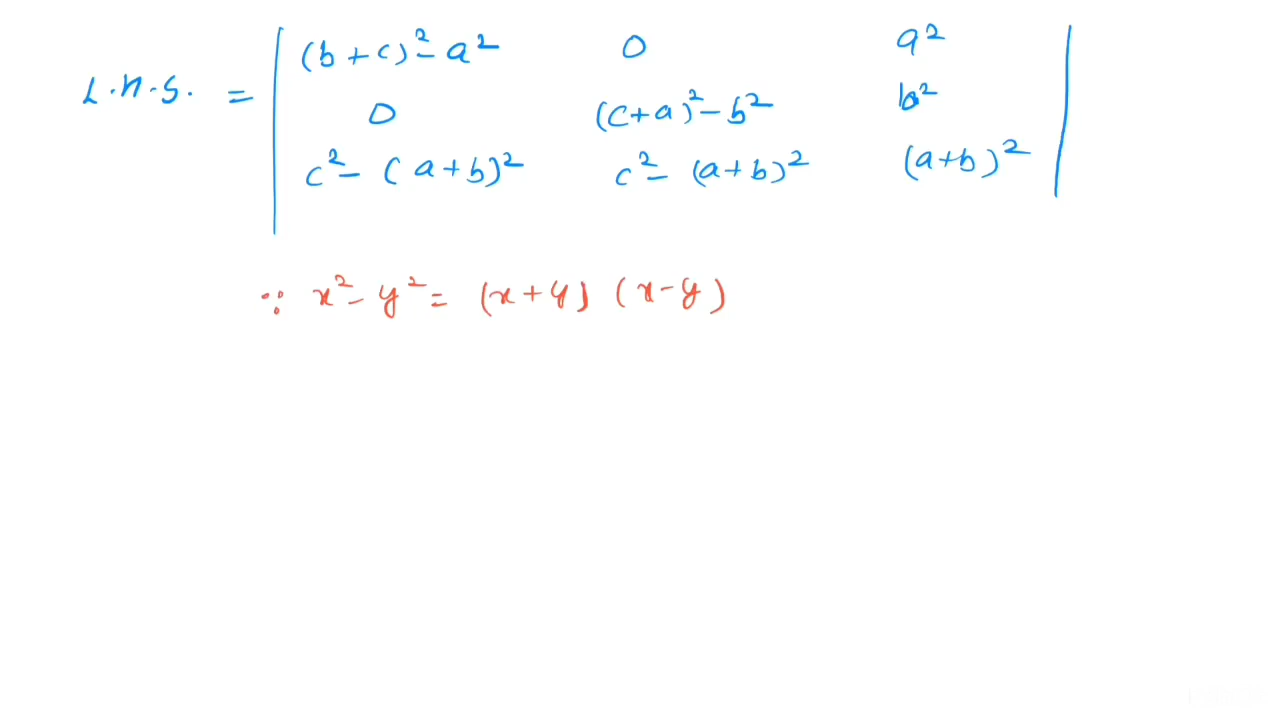 (b+c)²-a² 0 a²
L.H.S. = 0 (c+a)²-b² b²
c²-(a+b)² c²-(a+b)² (a+b)²
∵ x²-y² = (x+y) (x-y)